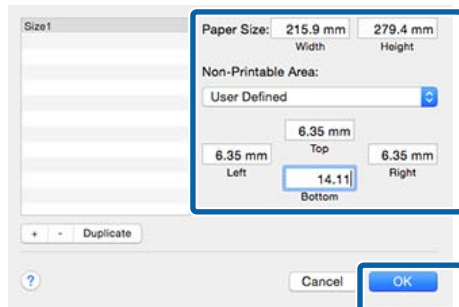 Size1
Paper Size: 215.9 mm 279.4 mm
Width Hoight
Non-Printable Area:
User Defined
6.35 mm
Top
6.35 mm 6.35 mm
Left Right
14.11
Bottom
+ - Duplicate
? Cancel OK